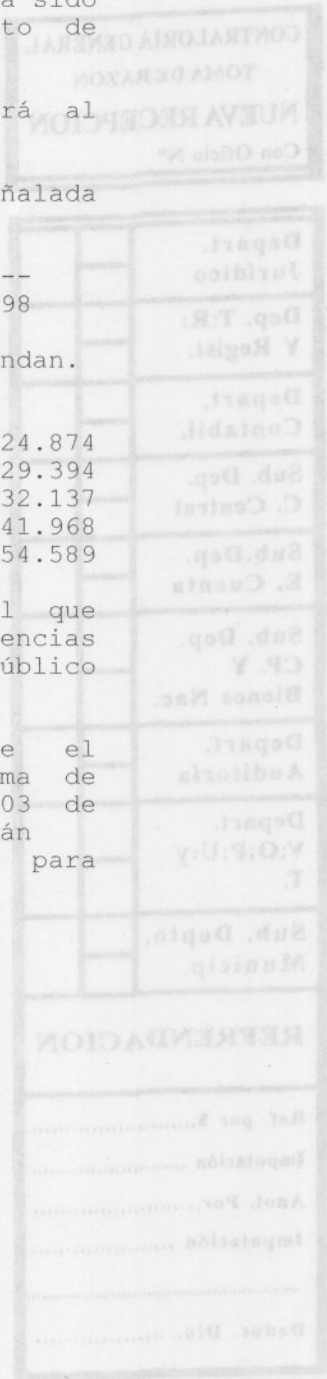 a sido
to de
CONTRALORÍA GENERAL
TOMA DE RAZON
rá al
NUEVA RECEPCION
Con Oficio N°
ñalada
Depart.
Jurídico
--
98
Dep. T:R:
Y Regist.
ndan.
Depart.
Contabil.
24.874
29.394
32.137
41.968
54.589
Sub. Dep.
C. Central
Sub.Dep.
E. Cuenta
l que
encias
úblico
Sub. Dep.
CP. Y
Bienes Nac.
e el
ma de
03 de
án
para
Depart.
Auditoría
Depart
V;O:P:U:y
T.
Sub. Depto.
Municip.
REFRENDACION
Ref. por $
Imputación
Anot. Por
Imputación
Deduc. Dto.